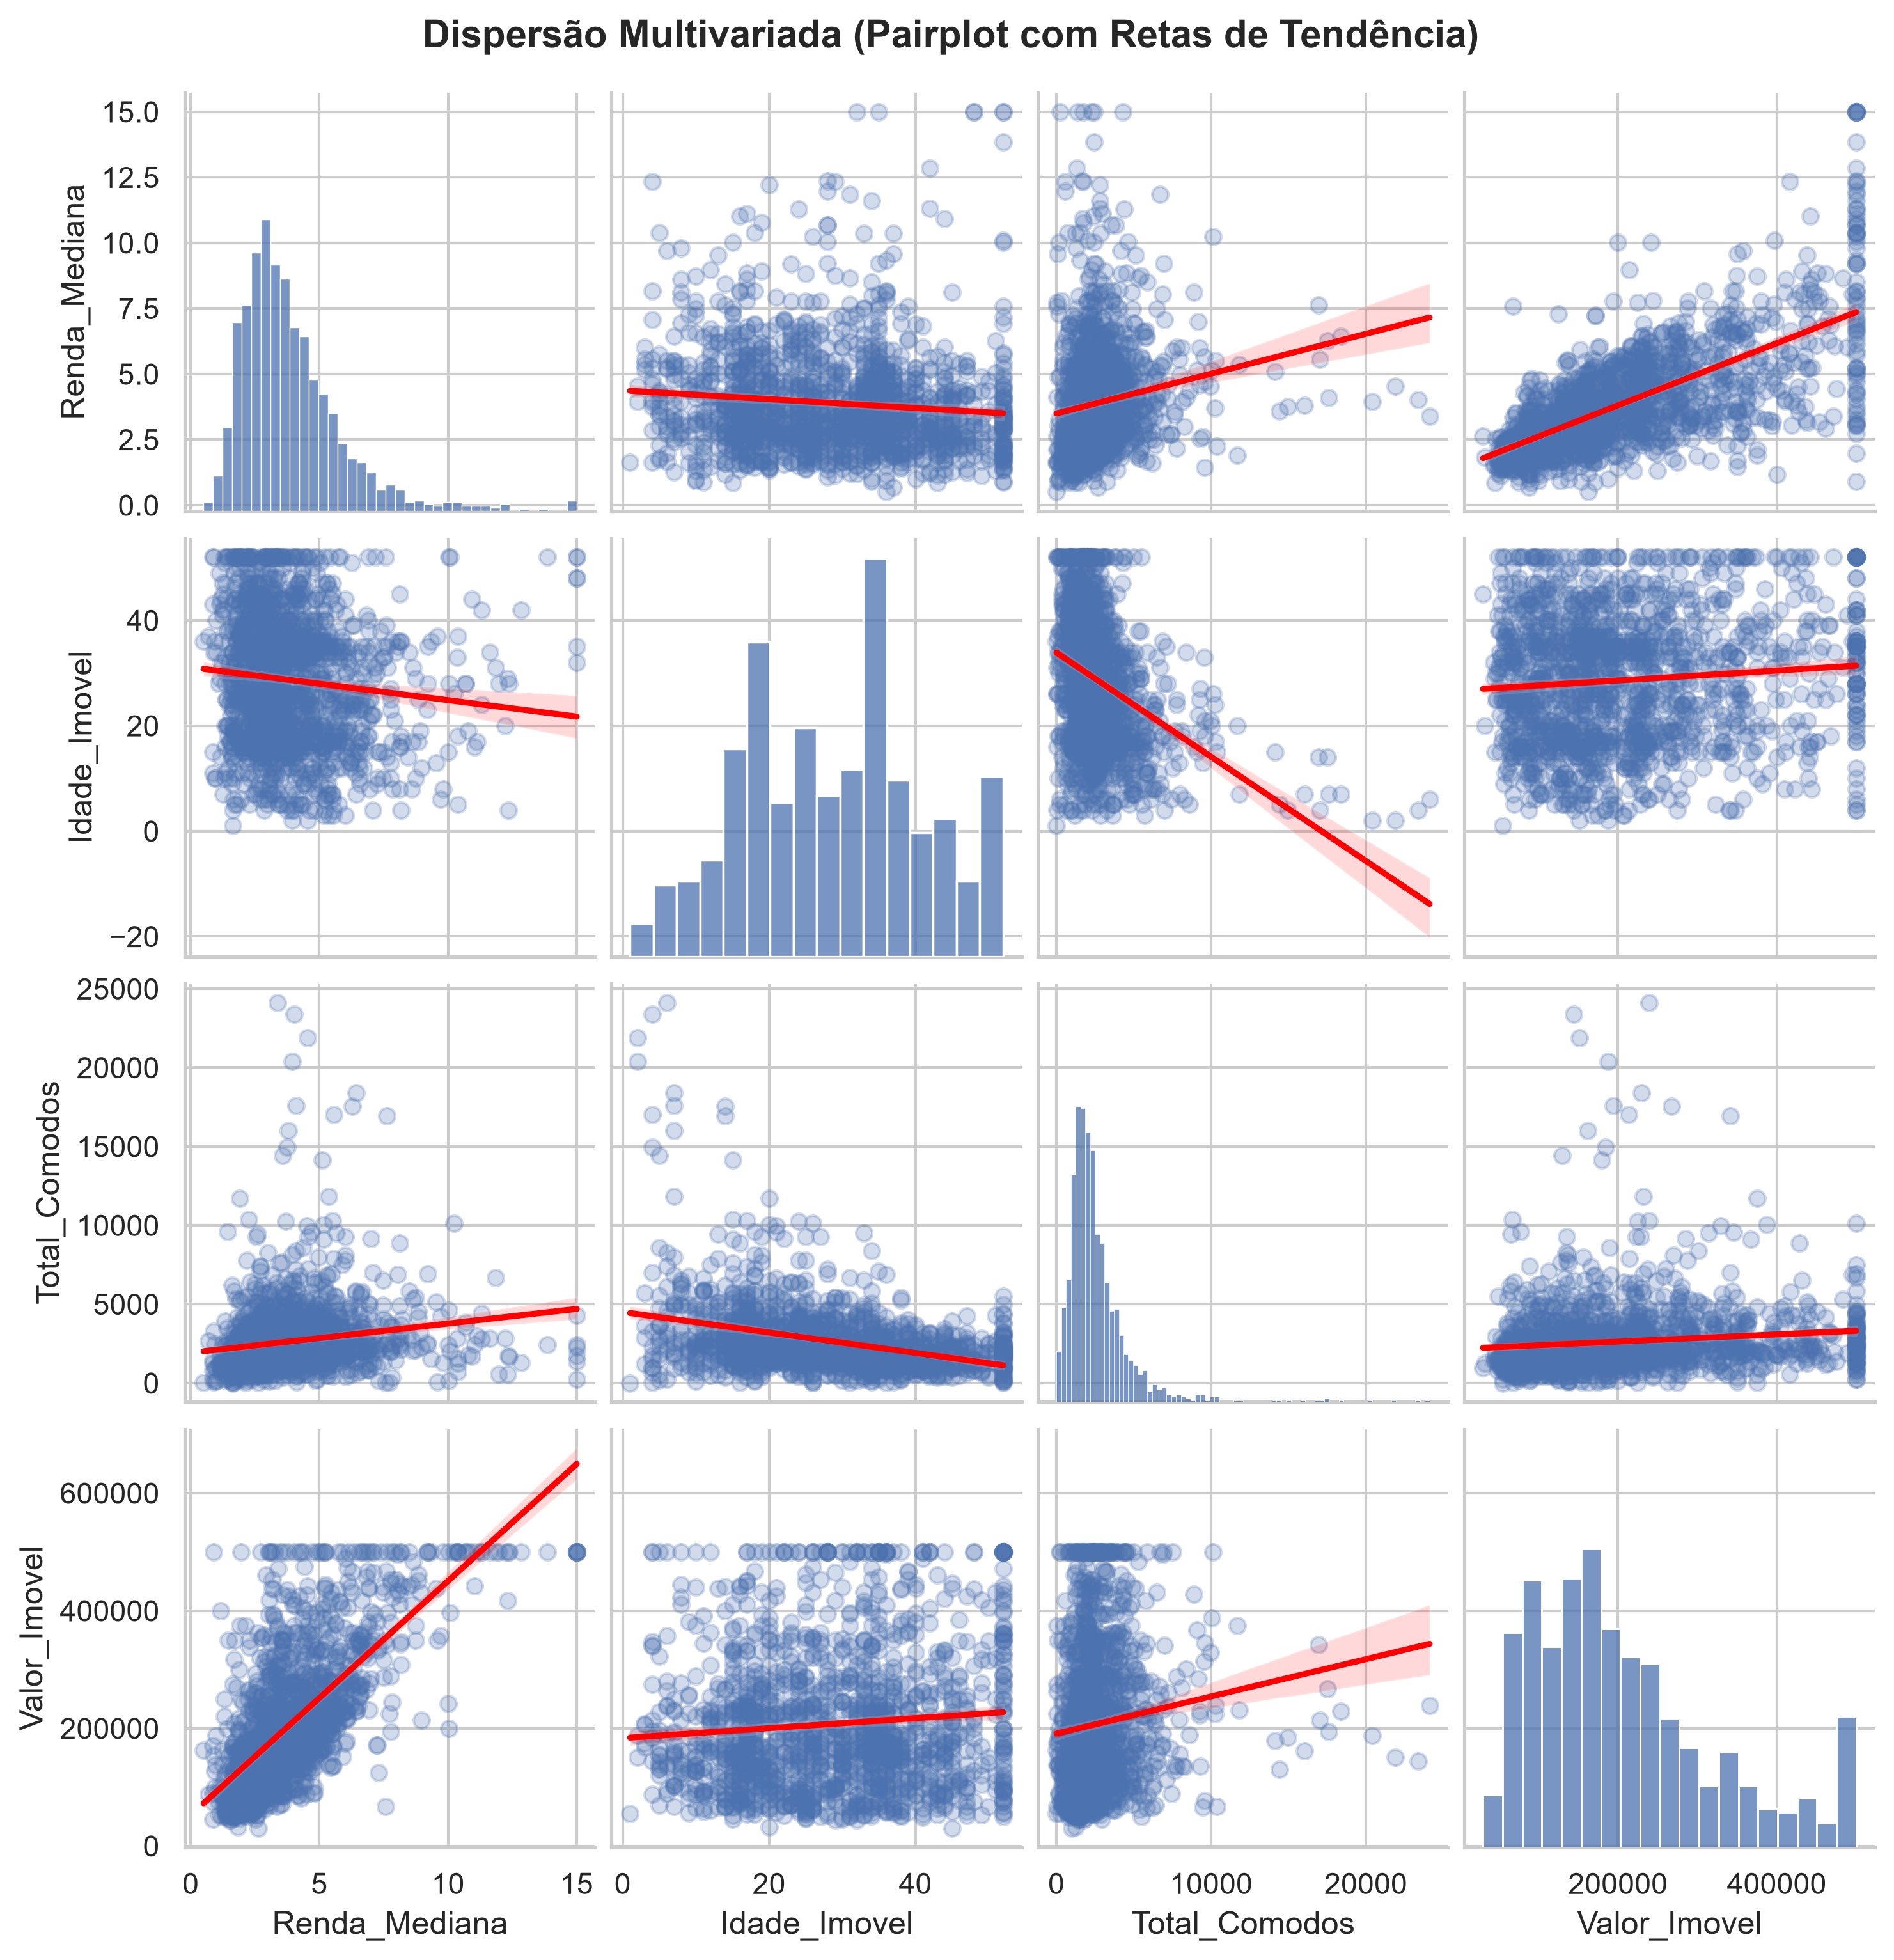 Dispersão Multivariada (Pairplot com Retas de Tendência)
15.0
12.5
10.0
7.5
5.0
2.5
0.0
Renda_Mediana
40
20
0
−20
Idade_Imovel
25000
20000
15000
10000
5000
0
Total_Comodos
600000
400000
200000
0
Valor_Imovel
0 5 10 15
Renda_Mediana
0 20 40
Idade_Imovel
0 10000 20000
Total_Comodos
200000 400000
Valor_Imovel